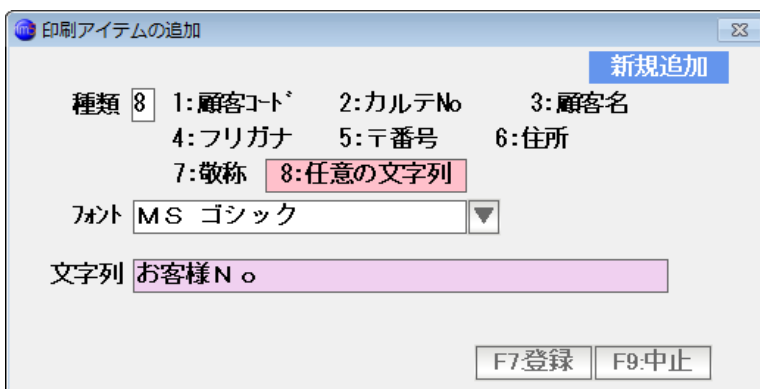 印刷アイテムの追加
新規追加
種類 8 1:顧客ｺｰﾄﾞ 2:カルテNo 3:顧客名
4:フリガナ 5:〒番号 6:住所
7:敬称 8:任意の文字列
ﾌｫﾝﾄ ＭＳ ゴシック
文字列 お客様Ｎｏ
F7:登録 F9:中止